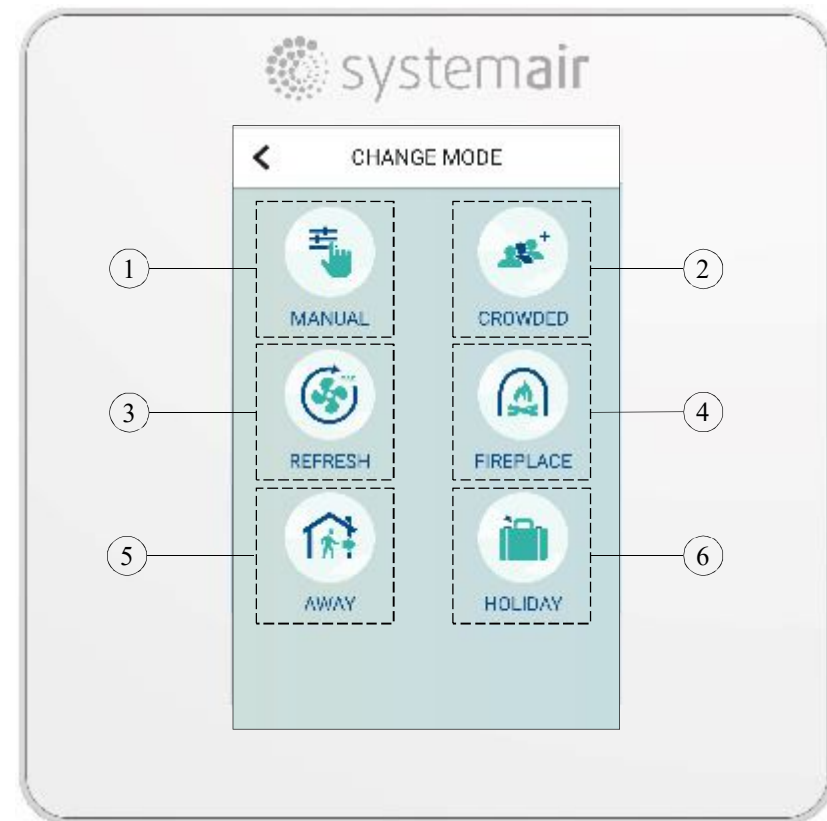 systemair
CHANGE MODE
1
MANUAL
CROWDED
2
3
REFRESH
FIREPLACE
4
5
AWAY
HOLIDAY
6